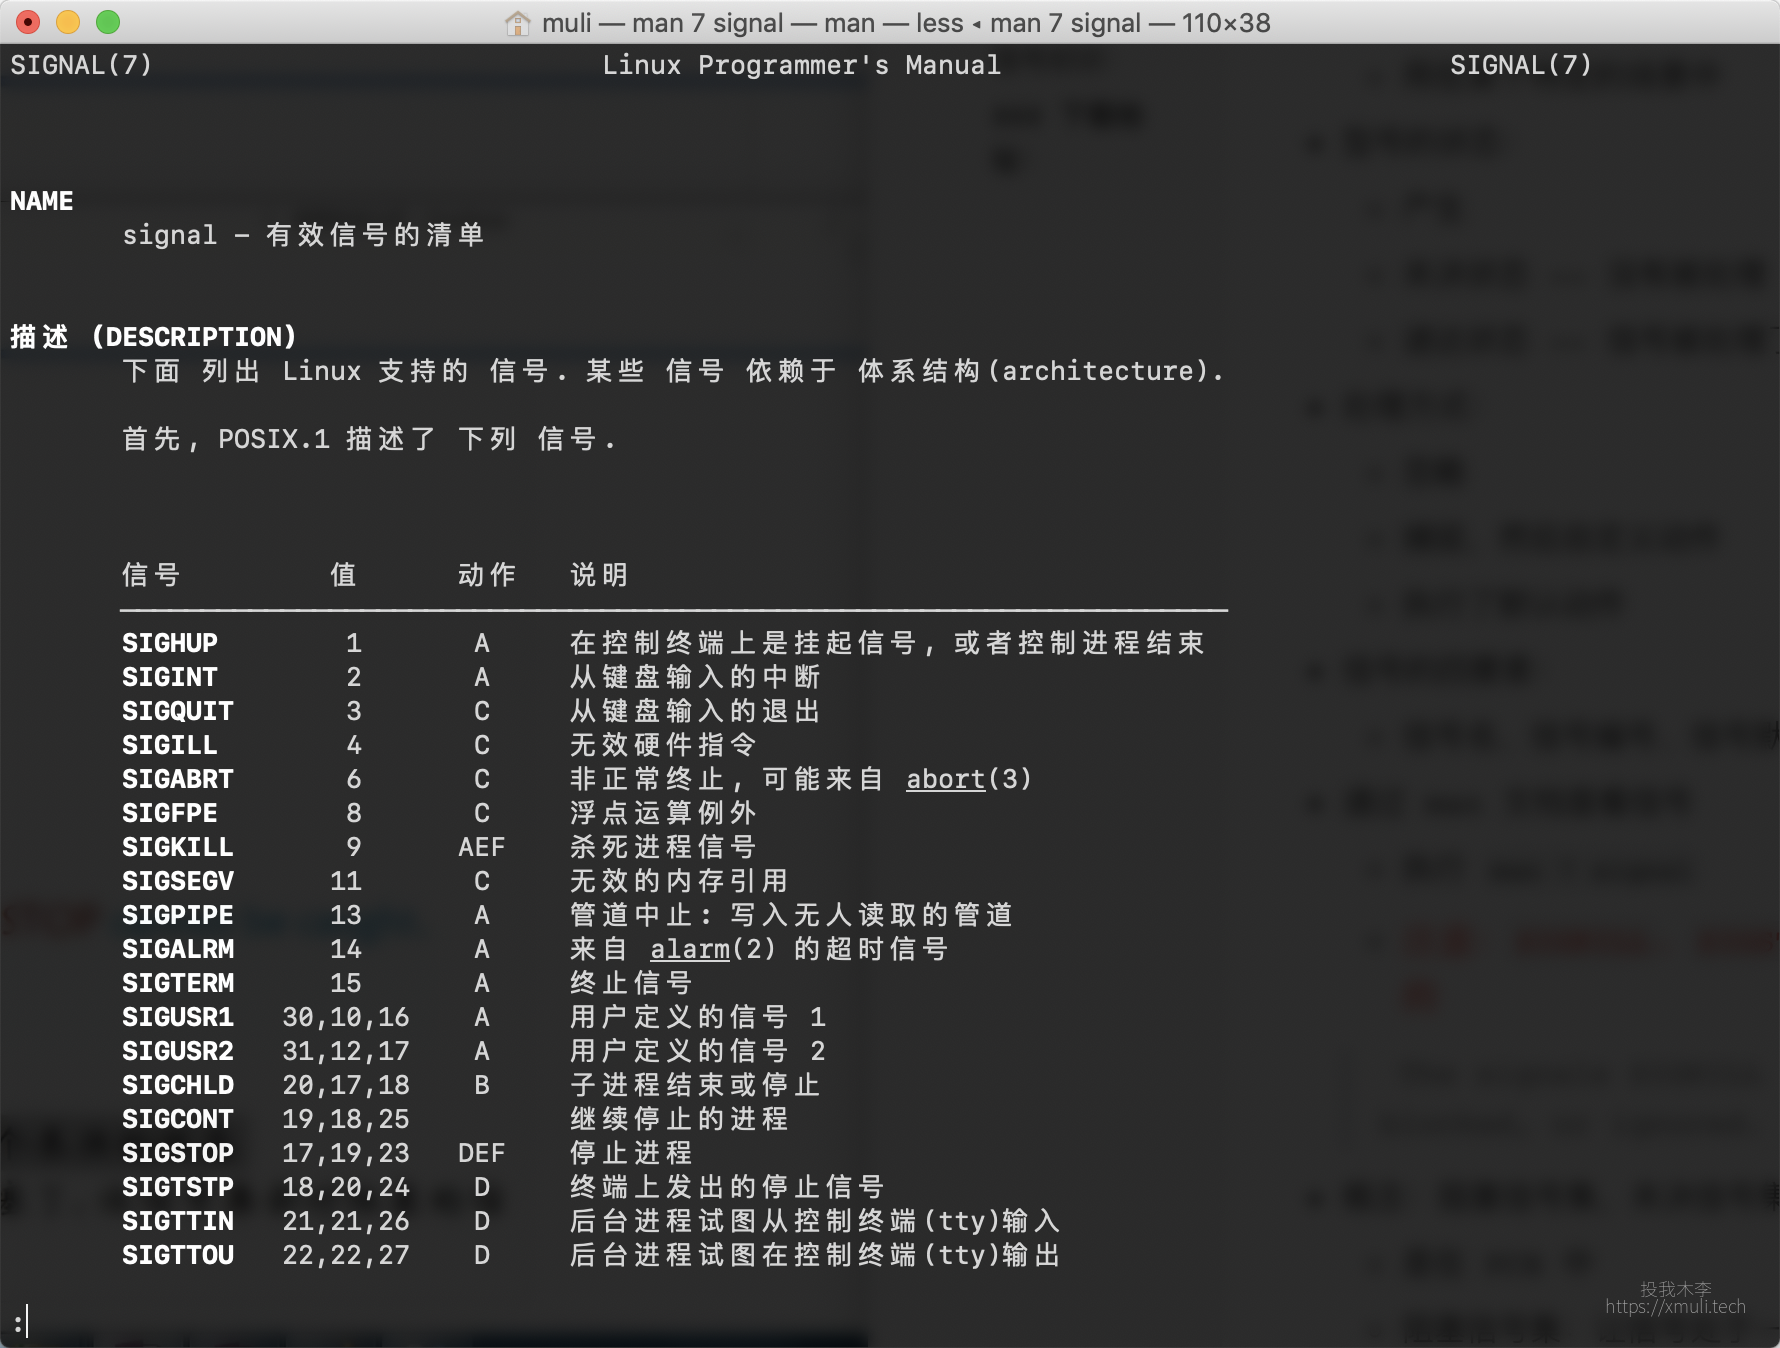 muli — man 7 signal — man — less ◂ man 7 signal — 110×38
SIGNAL(7) Linux Programmer's Manual SIGNAL(7)
NAME
signal - 有效信号的清单
描述 (DESCRIPTION)
下面 列出 Linux 支持的 信号. 某些 信号 依赖于 体系结构(architecture).
首先, POSIX.1 描述了 下列 信号.
信号 值 动作 说明
SIGHUP 1 A 在控制终端上是挂起信号, 或者控制进程结束
SIGINT 2 A 从键盘输入的中断
SIGQUIT 3 C 从键盘输入的退出
SIGILL 4 C 无效硬件指令
SIGABRT 6 C 非正常终止, 可能来自 abort(3)
SIGFPE 8 C 浮点运算例外
SIGKILL 9 AEF 杀死进程信号
SIGSEGV 11 C 无效的内存引用
SIGPIPE 13 A 管道中止: 写入无人读取的管道
SIGALRM 14 A 来自 alarm(2) 的超时信号
SIGTERM 15 A 终止信号
SIGUSR1 30,10,16 A 用户定义的信号 1
SIGUSR2 31,12,17 A 用户定义的信号 2
SIGCHLD 20,17,18 B 子进程结束或停止
SIGCONT 19,18,25 继续停止的进程
SIGSTOP 17,19,23 DEF 停止进程
SIGTSTP 18,20,24 D 终端上发出的停止信号
SIGTTIN 21,21,26 D 后台进程试图从控制终端(tty)输入
SIGTTOU 22,22,27 D 后台进程试图在控制终端(tty)输出
:
投我木李
https://xmuli.tech